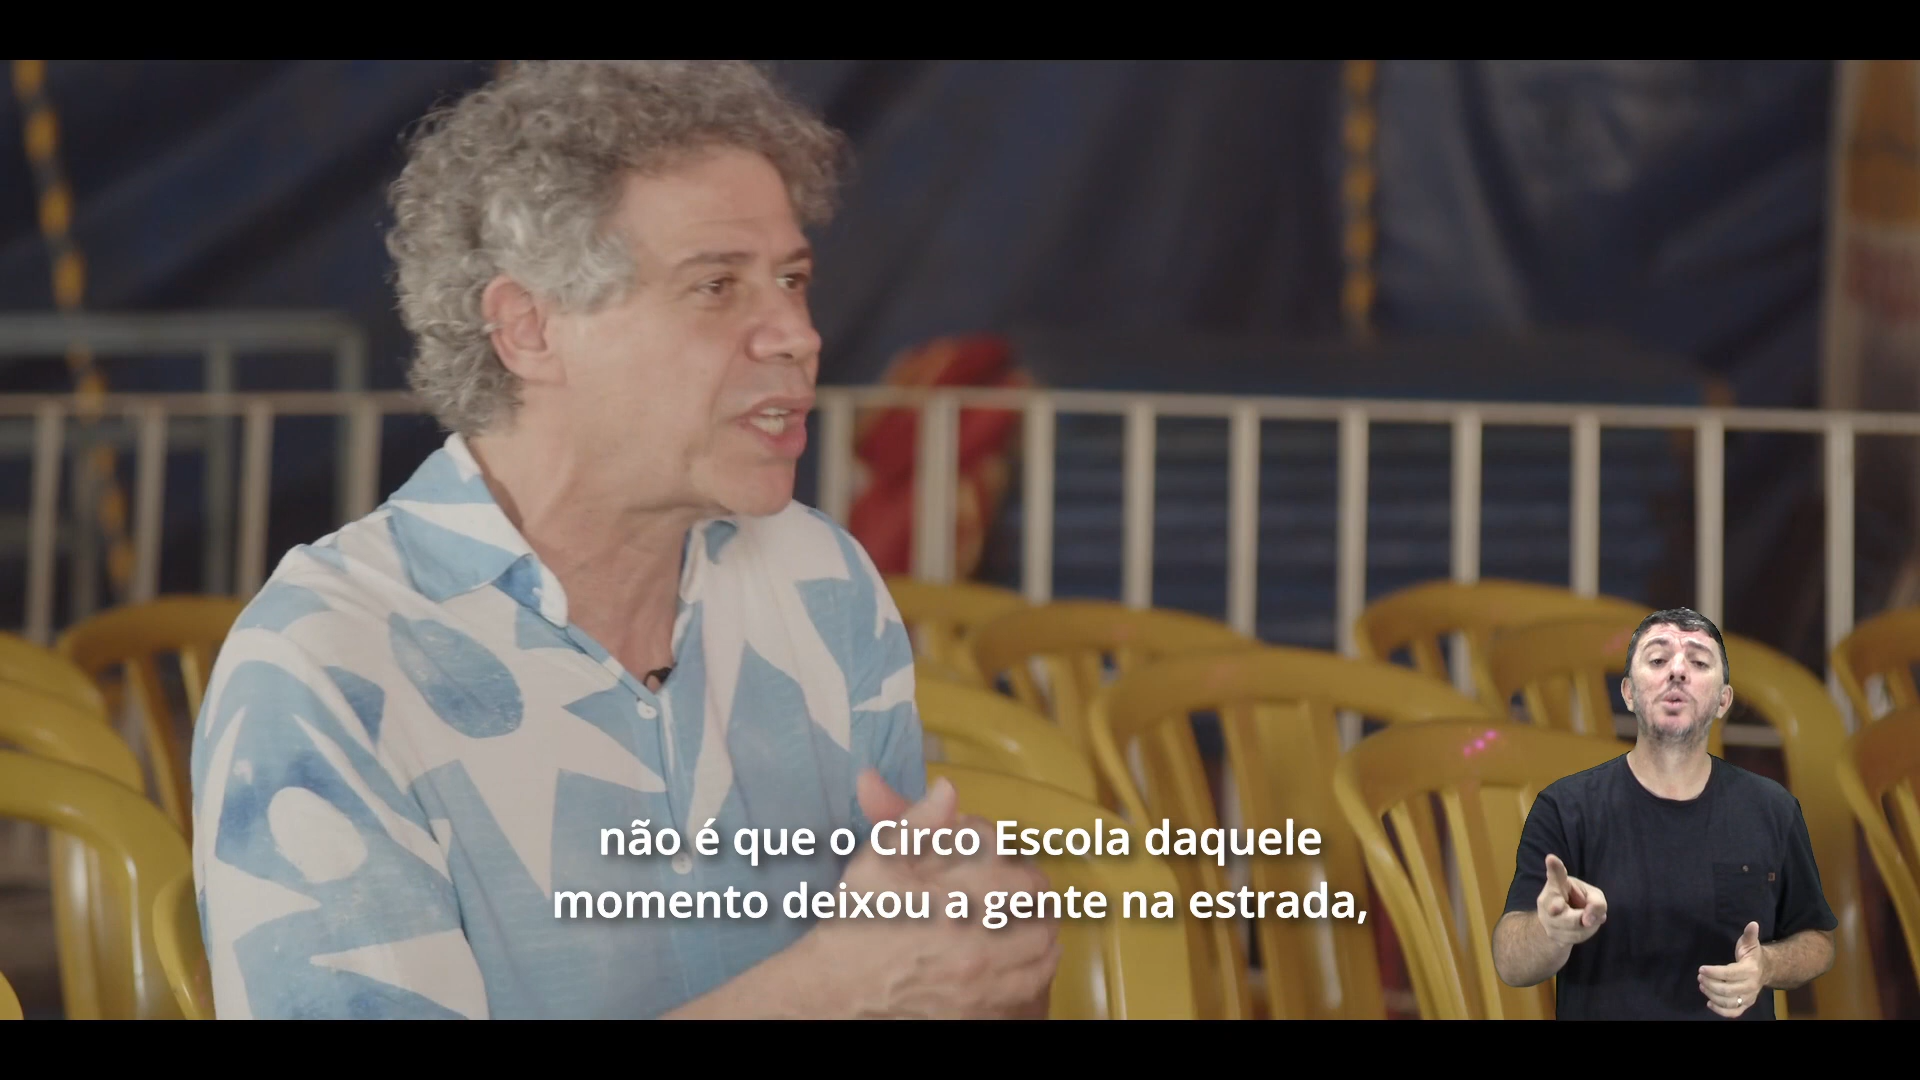 não é que o Circo Escola daquele
momento deixou a gente na estrada,